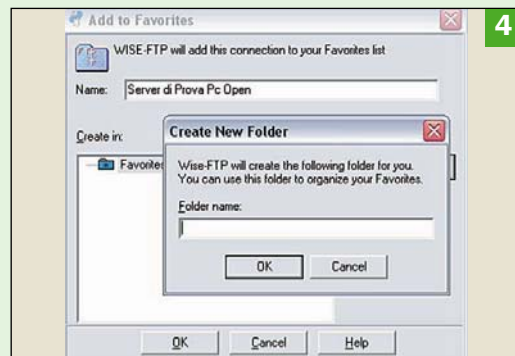 Add to Favorites
4
WISE-FTP will add this connection to your Favorites list
Name: Server di Prova Pc Open
Create in:
Create New Folder
Favorites
Wise-FTP will create the following folder for you.
You can use this folder to organize your Favorites.
Folder name:
OK Cancel
OK Cancel Help